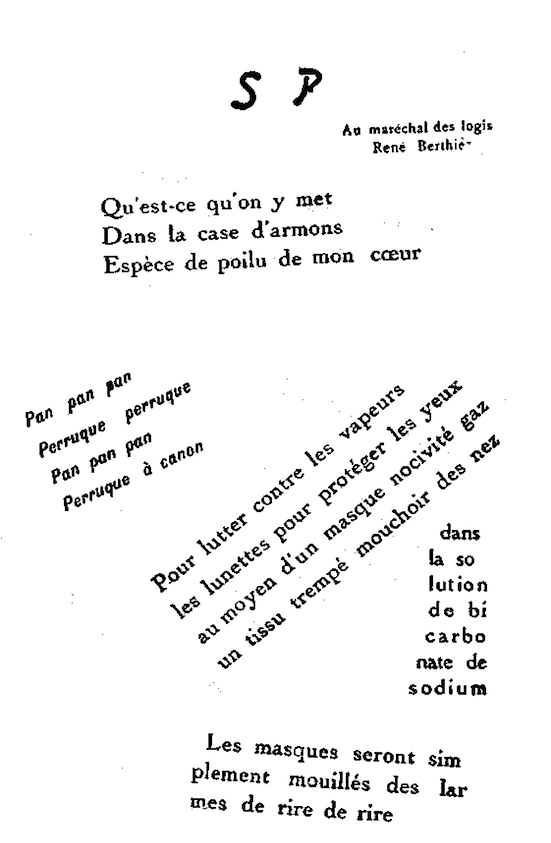 S P
Au maréchal des logis
René Berthie
Qu'est-ce qu'on y met
Dans la case d'armons
Espèce de poilu de mon cœur
Pan pan pan
Perruque perruque
Pan pan pan
Perruque à canon
Pour lutter contre les vapeurs
les lunettes pour protéger les yeux
au moyen d'un masque nocivité gaz
un tissu trempé mouchoir des nez
dans
la so
lution
de bi
carbo
nate de
sodium
Les masques seront sim
plement mouillés des lar
mes de rire de rire